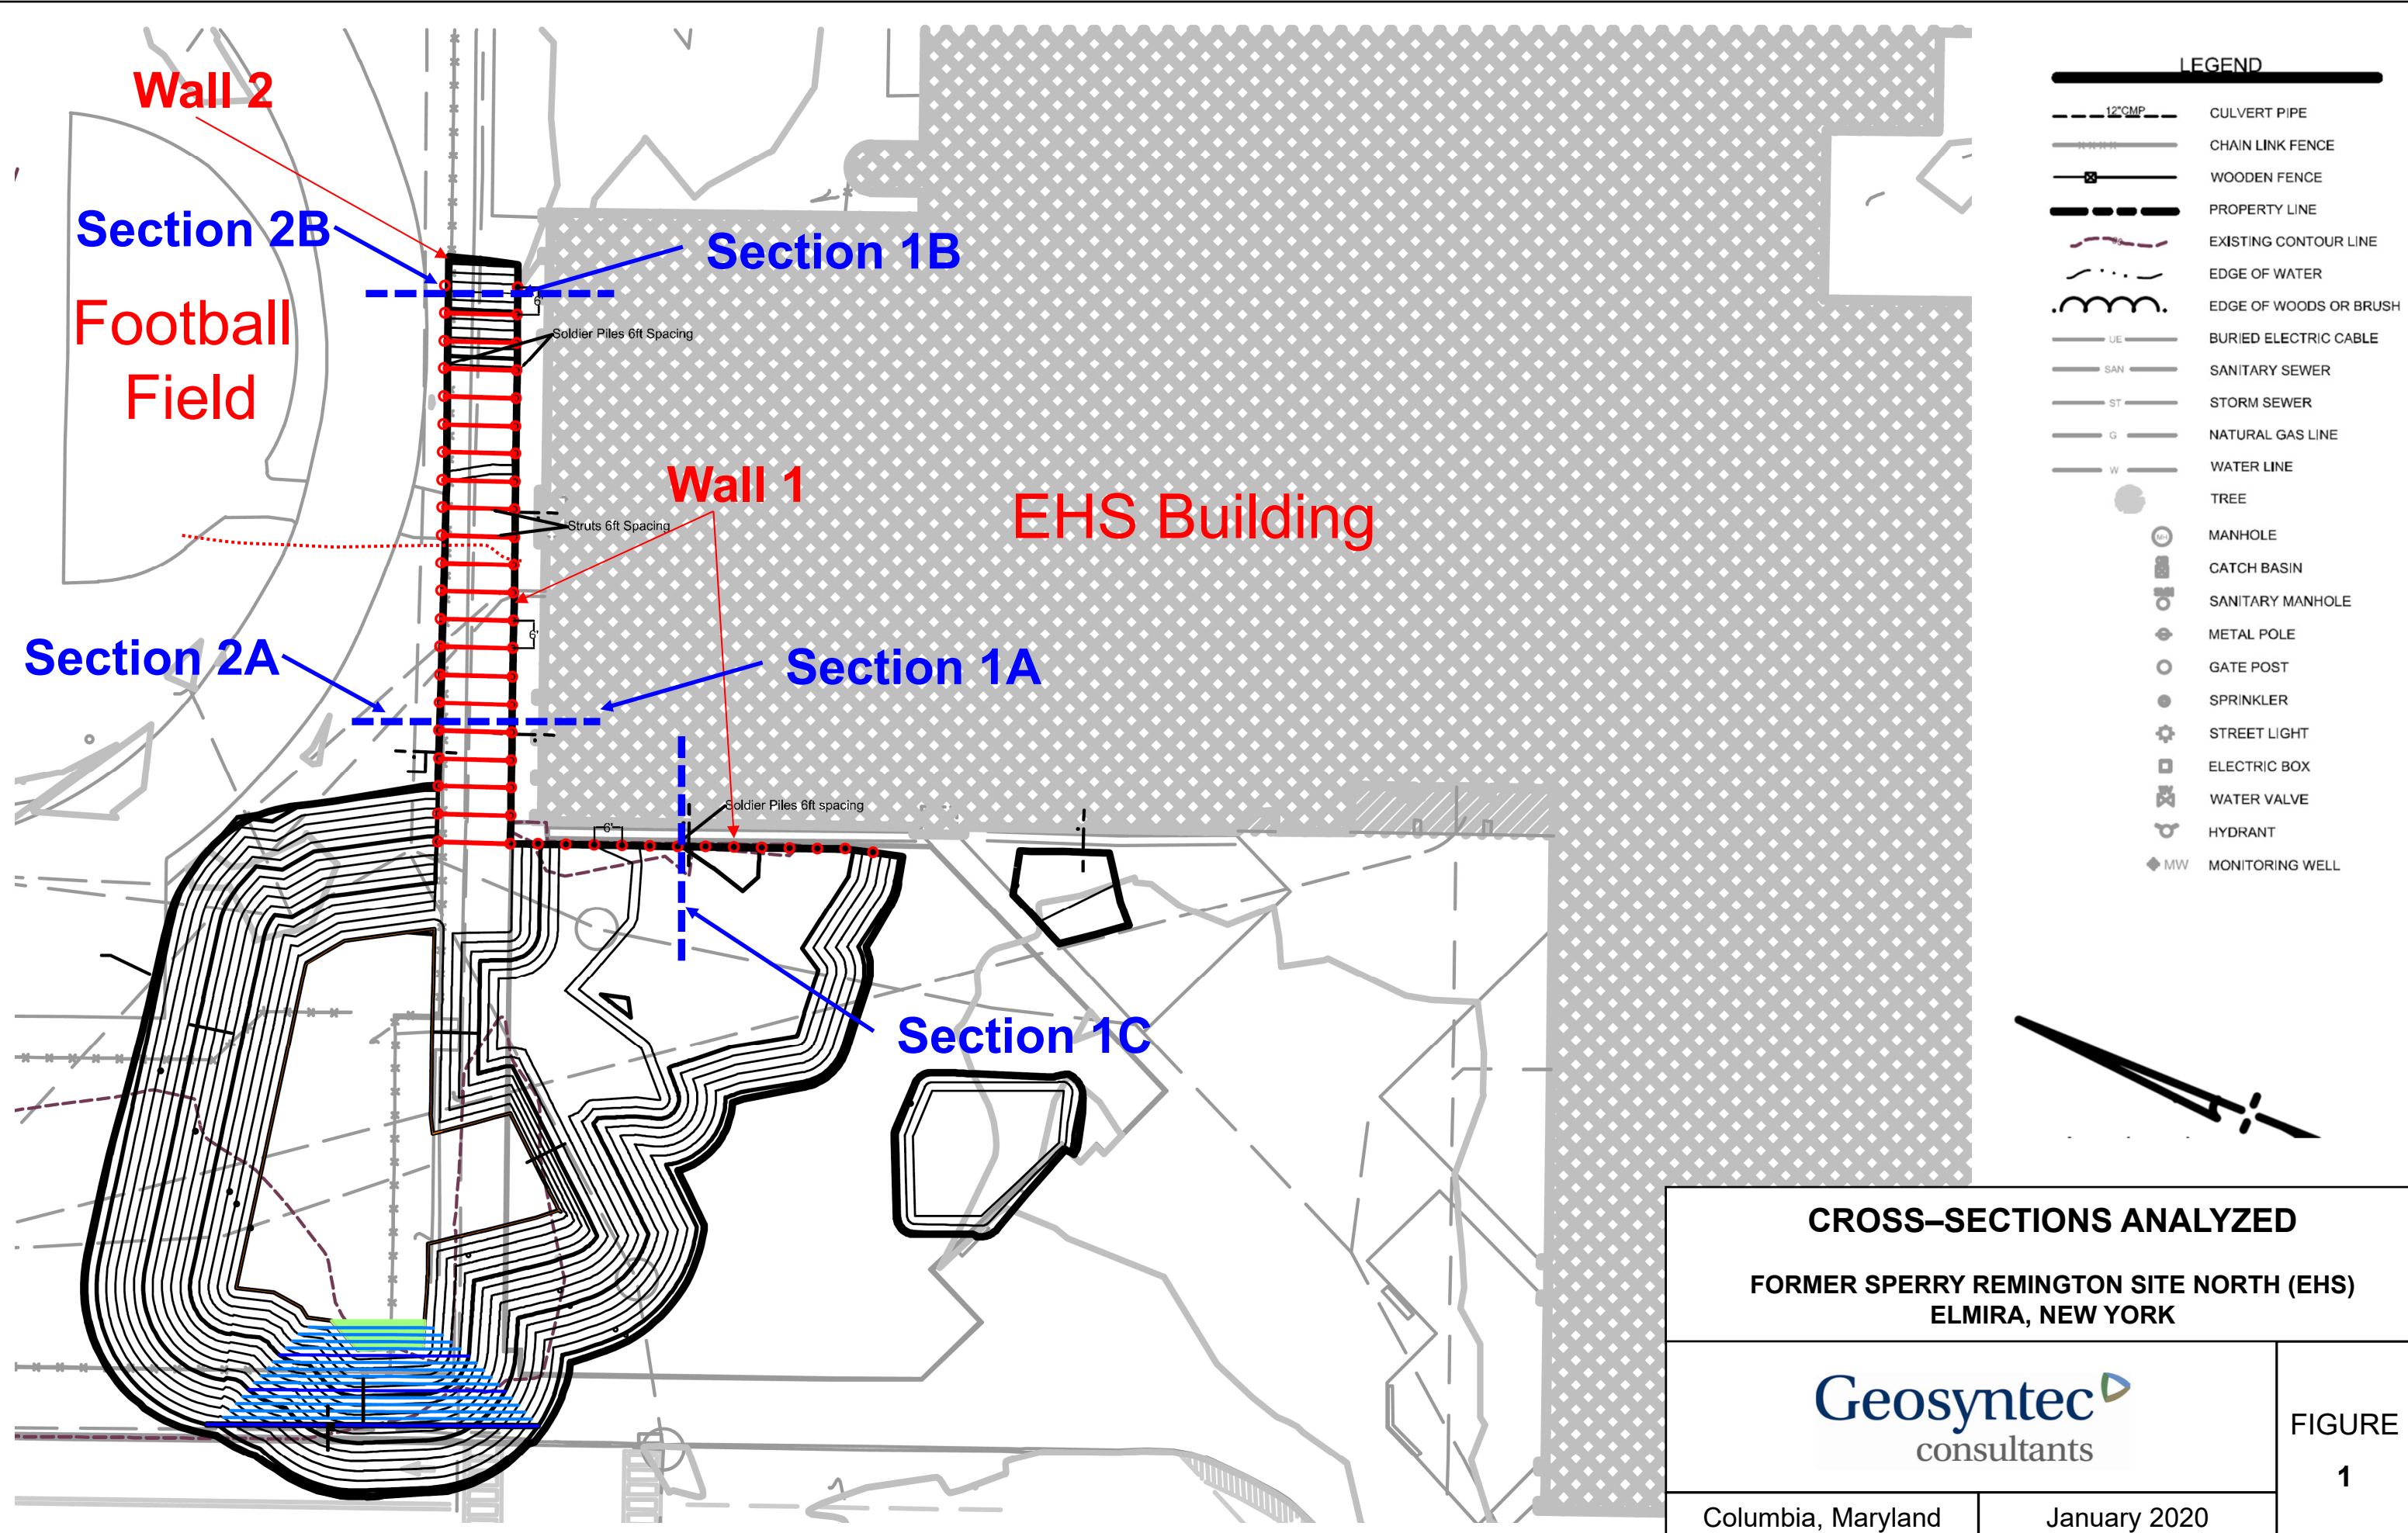 Wall 2
Section 2B
Section 1B
Football
Field
6'
Soldier Piles 6ft Spacing
Wall 1
EHS Building
Struts 6ft Spacing
6'
Section 2A
Section 1A
Soldier Piles 6ft spacing
6'
Section 1C
LEGEND
12"CMP CULVERT PIPE
CHAIN LINK FENCE
WOODEN FENCE
PROPERTY LINE
EXISTING CONTOUR LINE
EDGE OF WATER
EDGE OF WOODS OR BRUSH
UE BURIED ELECTRIC CABLE
SAN SANITARY SEWER
ST STORM SEWER
G NATURAL GAS LINE
W WATER LINE
TREE
MH MANHOLE
CATCH BASIN
SANITARY MANHOLE
METAL POLE
GATE POST
SPRINKLER
STREET LIGHT
ELECTRIC BOX
WATER VALVE
HYDRANT
MW MONITORING WELL
CROSS–SECTIONS ANALYZED
FORMER SPERRY REMINGTON SITE NORTH (EHS)
ELMIRA, NEW YORK
Geosyntec
consultants
FIGURE
1
Columbia, Maryland
January 2020